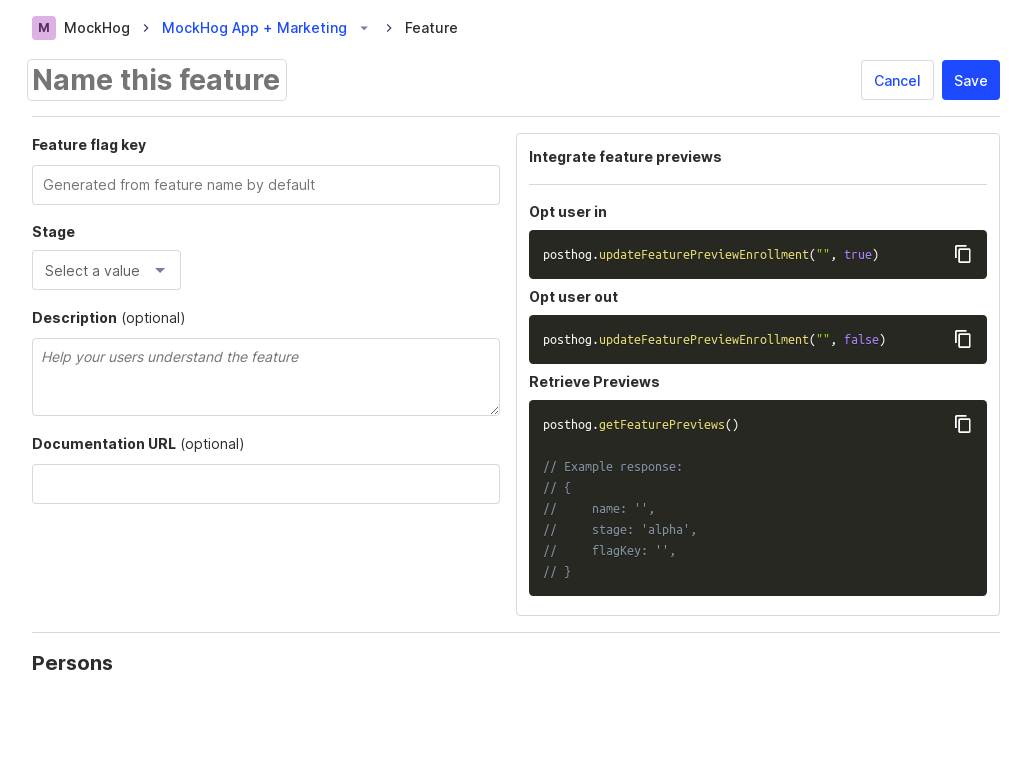 M MockHog MockHog App + Marketing Feature
Name this feature
Cancel Save
Feature flag key
Generated from feature name by default
Stage
Select a value
Description (optional)
Help your users understand the feature
Documentation URL (optional)
Integrate feature previews
Opt user in
posthog.updateFeaturePreviewEnrollment("", true)
Opt user out
posthog.updateFeaturePreviewEnrollment("", false)
Retrieve Previews
posthog.getFeaturePreviews()
// Example response:
// {
//     name: '',
//     stage: 'alpha',
//     flagKey: '',
// }
Persons